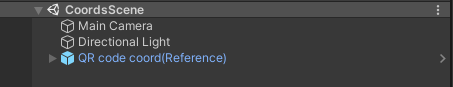 CoordsScene
Main Camera
Directional Light
QR code coord(Reference)